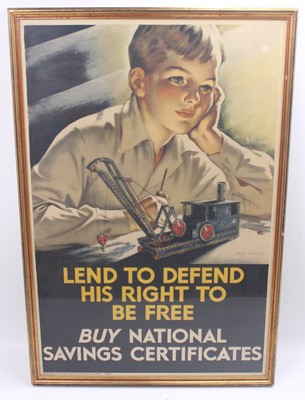 LEND TO DEFEND
HIS RIGHT TO
BE FREE
BUY NATIONAL
SAVINGS CERTIFICATES